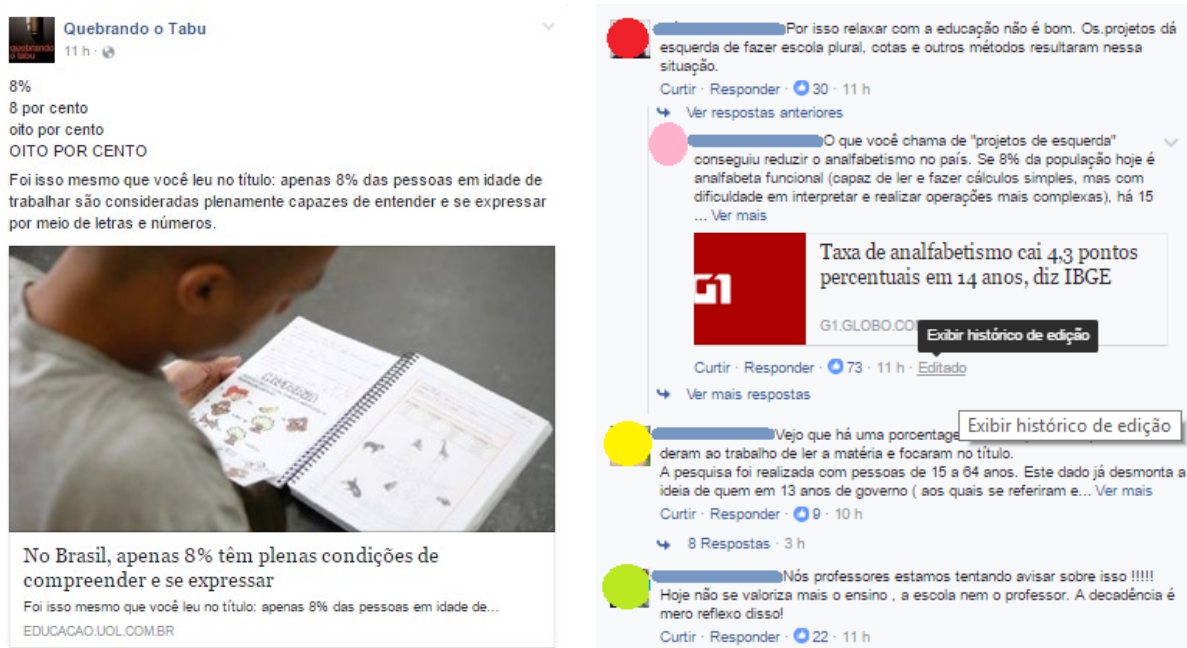 quebrando
o tabu
Quebrando o Tabu
11 h ·
8%
8 por cento
oito por cento
OITO POR CENTO
Foi isso mesmo que você leu no título: apenas 8% das pessoas em idade de
trabalhar são consideradas plenamente capazes de entender e se expressar
por meio de letras e números.
No Brasil, apenas 8% têm plenas condições de
compreender e se expressar
Foi isso mesmo que você leu no título: apenas 8% das pessoas em idade de...
EDUCACAO.UOL.COM.BR
Por isso relaxar com a educação não é bom. Os.projetos dá
esquerda de fazer escola plural, cotas e outros métodos resultaram nessa
situação.
Curtir · Responder · 30 · 11 h
Ver respostas anteriores
O que você chama de "projetos de esquerda"
conseguiu reduzir o analfabetismo no país. Se 8% da população hoje é
analfabeta funcional (capaz de ler e fazer cálculos simples, mas com
dificuldade em interpretar e realizar operações mais complexas), há 15
... Ver mais
G1
Taxa de analfabetismo cai 4,3 pontos
percentuais em 14 anos, diz IBGE
G1.GLOBO.CO
Exibir histórico de edição
Curtir · Responder · 73 · 11 h · Editado
Ver mais respostas
Exibir histórico de edição
Vejo que há uma porcentage
deram ao trabalho de ler a matéria e focaram no título.
A pesquisa foi realizada com pessoas de 15 a 64 anos. Este dado já desmonta a
ideia de quem em 13 anos de governo ( aos quais se referiram e... Ver mais
Curtir · Responder · 9 · 10 h
8 Respostas · 3 h
Nós professores estamos tentando avisar sobre isso !!!!!
Hoje não se valoriza mais o ensino , a escola nem o professor. A decadência é
mero reflexo disso!
Curtir · Responder · 22 · 11 h